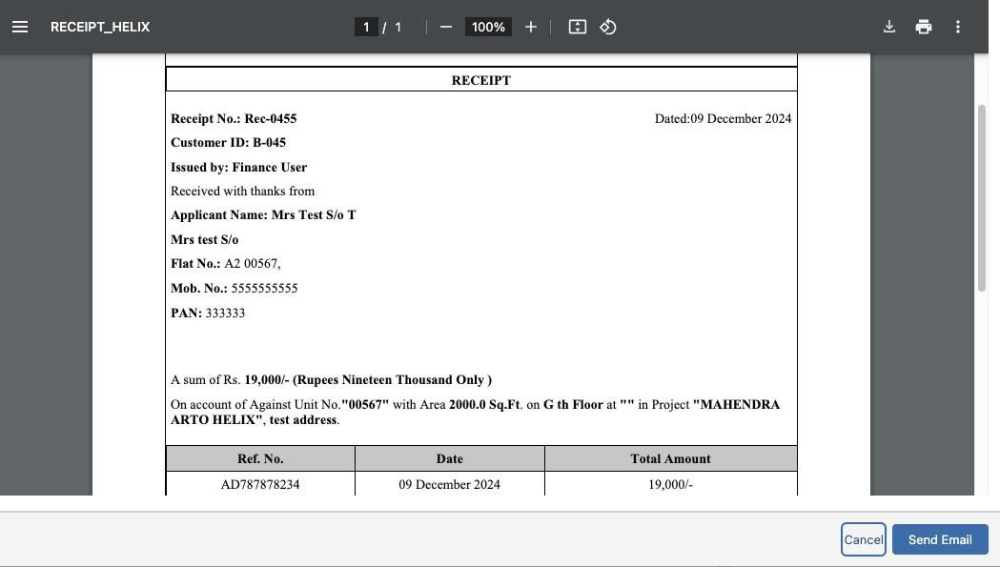 RECEIPT_HELIX
1 / 1
100%
RECEIPT
Receipt No.: Rec-0455
Dated:09 December 2024
Customer ID: B-045
Issued by: Finance User
Received with thanks from
Applicant Name: Mrs Test S/o T
Mrs test S/o
Flat No.: A2 00567,
Mob. No.: 5555555555
PAN: 333333
A sum of Rs. 19,000/- (Rupees Nineteen Thousand Only )
On account of Against Unit No."00567" with Area 2000.0 Sq.Ft. on G th Floor at "" in Project "MAHENDRA
ARTO HELIX", test address.
Ref. No. Date Total Amount
AD787878234 09 December 2024 19,000/-
Cancel Send Email